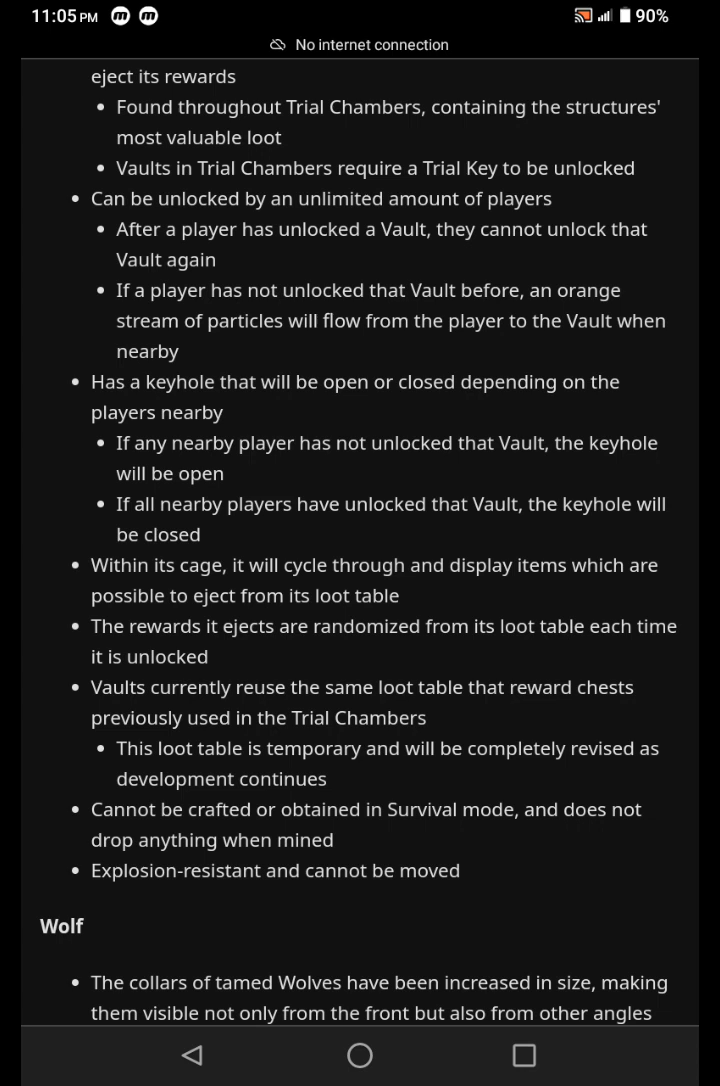 11:05 PM 90%
No internet connection
eject its rewards
• Found throughout Trial Chambers, containing the structures'
most valuable loot
• Vaults in Trial Chambers require a Trial Key to be unlocked
• Can be unlocked by an unlimited amount of players
• After a player has unlocked a Vault, they cannot unlock that
Vault again
• If a player has not unlocked that Vault before, an orange
stream of particles will flow from the player to the Vault when
nearby
• Has a keyhole that will be open or closed depending on the
players nearby
• If any nearby player has not unlocked that Vault, the keyhole
will be open
• If all nearby players have unlocked that Vault, the keyhole will
be closed
• Within its cage, it will cycle through and display items which are
possible to eject from its loot table
• The rewards it ejects are randomized from its loot table each time
it is unlocked
• Vaults currently reuse the same loot table that reward chests
previously used in the Trial Chambers
• This loot table is temporary and will be completely revised as
development continues
• Cannot be crafted or obtained in Survival mode, and does not
drop anything when mined
• Explosion-resistant and cannot be moved
Wolf
• The collars of tamed Wolves have been increased in size, making
them visible not only from the front but also from other angles